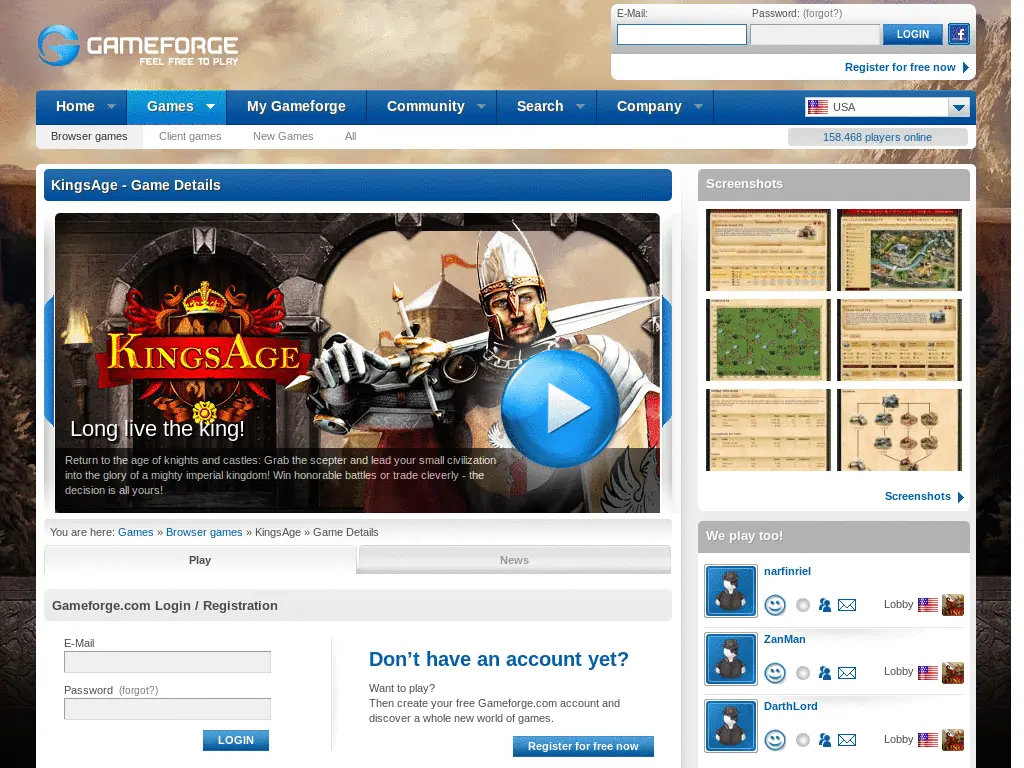 GAMEFORGE
FEEL FREE TO PLAY
E-Mail:
Password: (forgot?)
LOGIN
f
Register for free now
Home
Games
My Gameforge
Community
Search
Company
USA
Browser games
Client games
New Games
All
158.468 players online
KingsAge - Game Details
KINGSAGE
Long live the king!
Return to the age of knights and castles: Grab the scepter and lead your small civilization
into the glory of a mighty imperial kingdom! Win honorable battles or trade cleverly - the
decision is all yours!
You are here: Games » Browser games » KingsAge » Game Details
Play
News
Gameforge.com Login / Registration
E-Mail
Password (forgot?)
LOGIN
Don’t have an account yet?
Want to play?
Then create your free Gameforge.com account and
discover a whole new world of games.
Register for free now
Screenshots
Screenshots
We play too!
narfinriel
Lobby
ZanMan
Lobby
DarthLord
Lobby